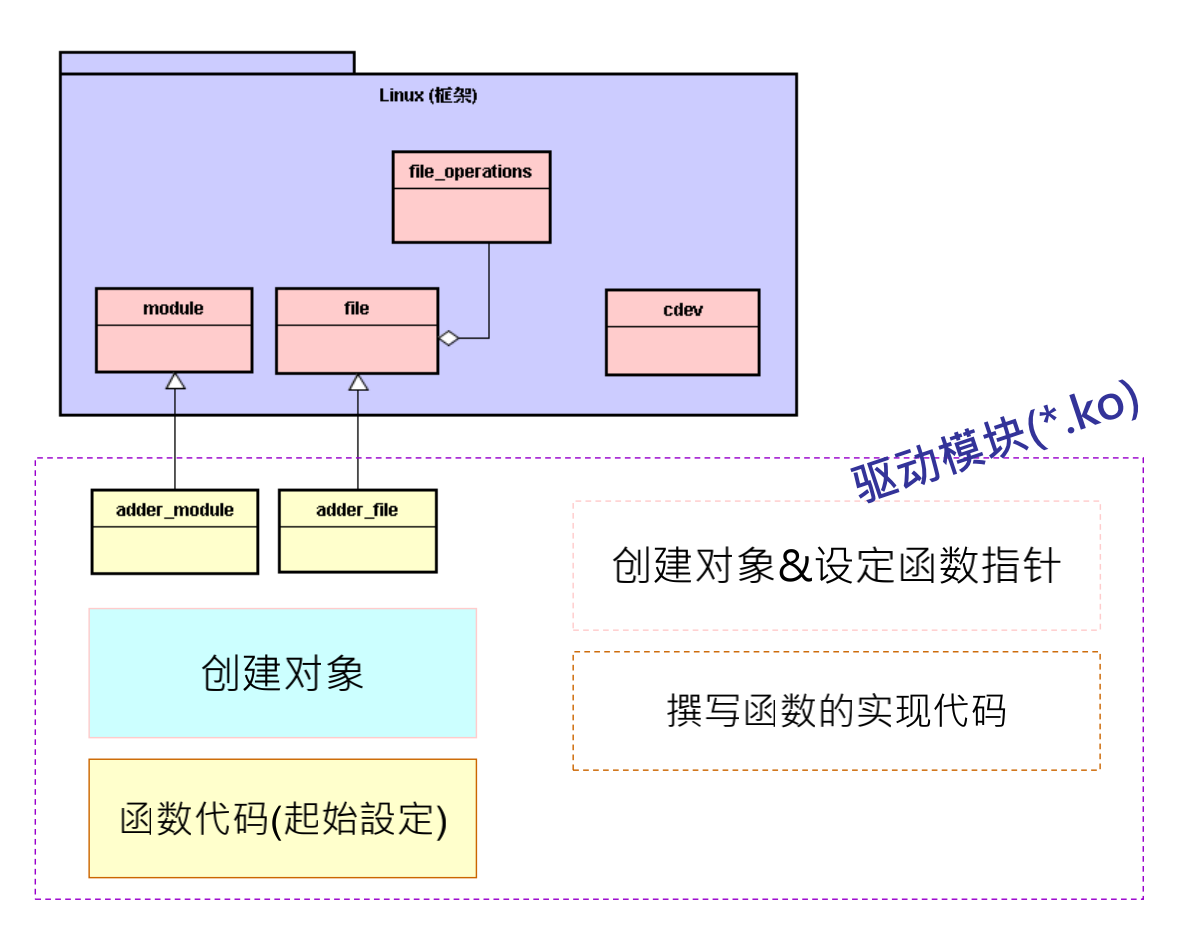 Linux (框架)
file_operations
module
file
cdev
驱动模块(*.ko)
adder_module
adder_file
创建对象&设定函数指针
创建对象
撰写函数的实现代码
函数代码(起始設定)